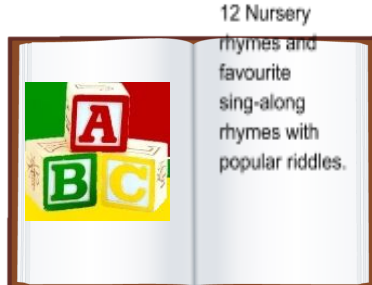 A
B C
12 Nursery
rhymes and
favourite
sing-along
rhymes with
popular riddles.